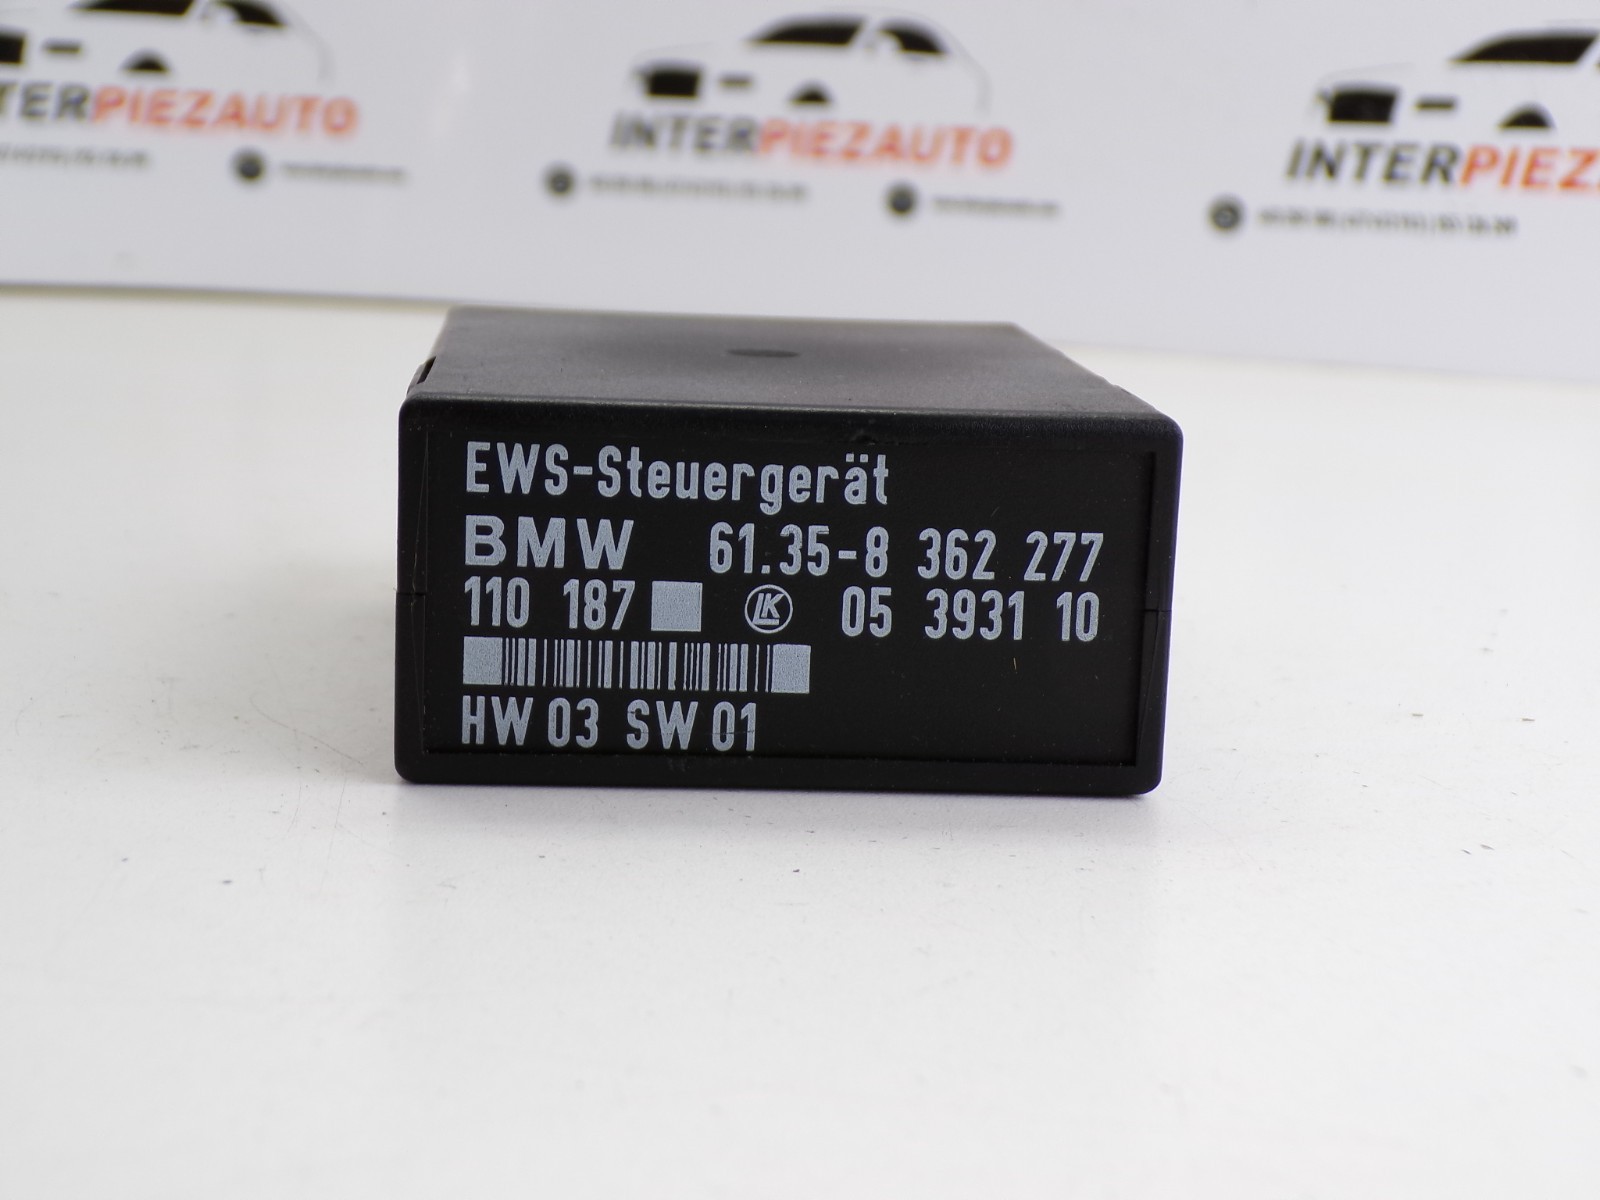 INTERPIEZAUTO
INTERPIEZAUTO
INTERPIEZ
EWS-Steuergerät
BMW 61.35-8 362 277
110 187 LK 05 3931 10
HW 03 SW 01